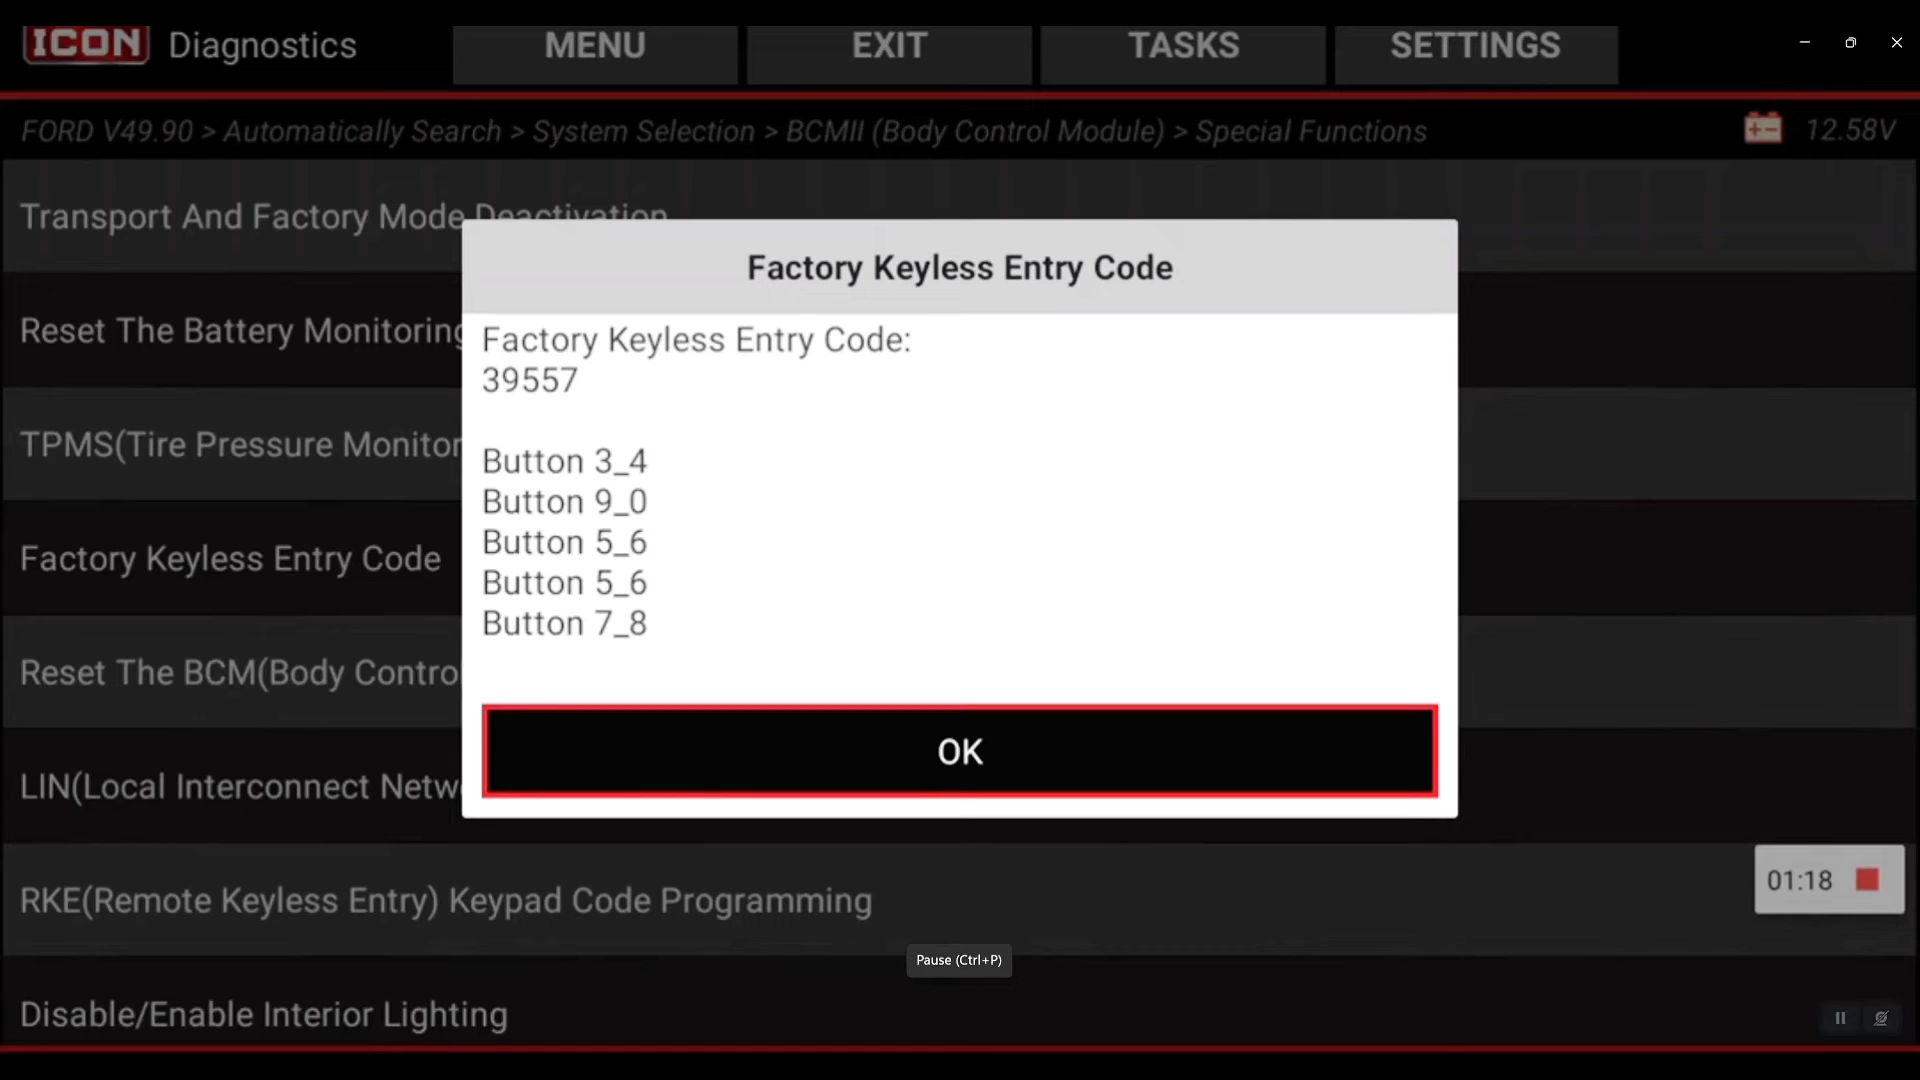 ICON Diagnostics MENU EXIT TASKS SETTINGS
FORD V49.90 > Automatically Search > System Selection > BCMII (Body Control Module) > Special Functions 12.58V
Transport And Factory Mode Deactivation
Factory Keyless Entry Code
Reset The Battery Monitoring
Factory Keyless Entry Code:
39557
TPMS(Tire Pressure Monitor
Button 3_4
Button 9_0
Button 5_6
Button 5_6
Button 7_8
Factory Keyless Entry Code
Reset The BCM(Body Contro
OK
LIN(Local Interconnect Netw
RKE(Remote Keyless Entry) Keypad Code Programming
01:18
Pause (Ctrl+P)
Disable/Enable Interior Lighting